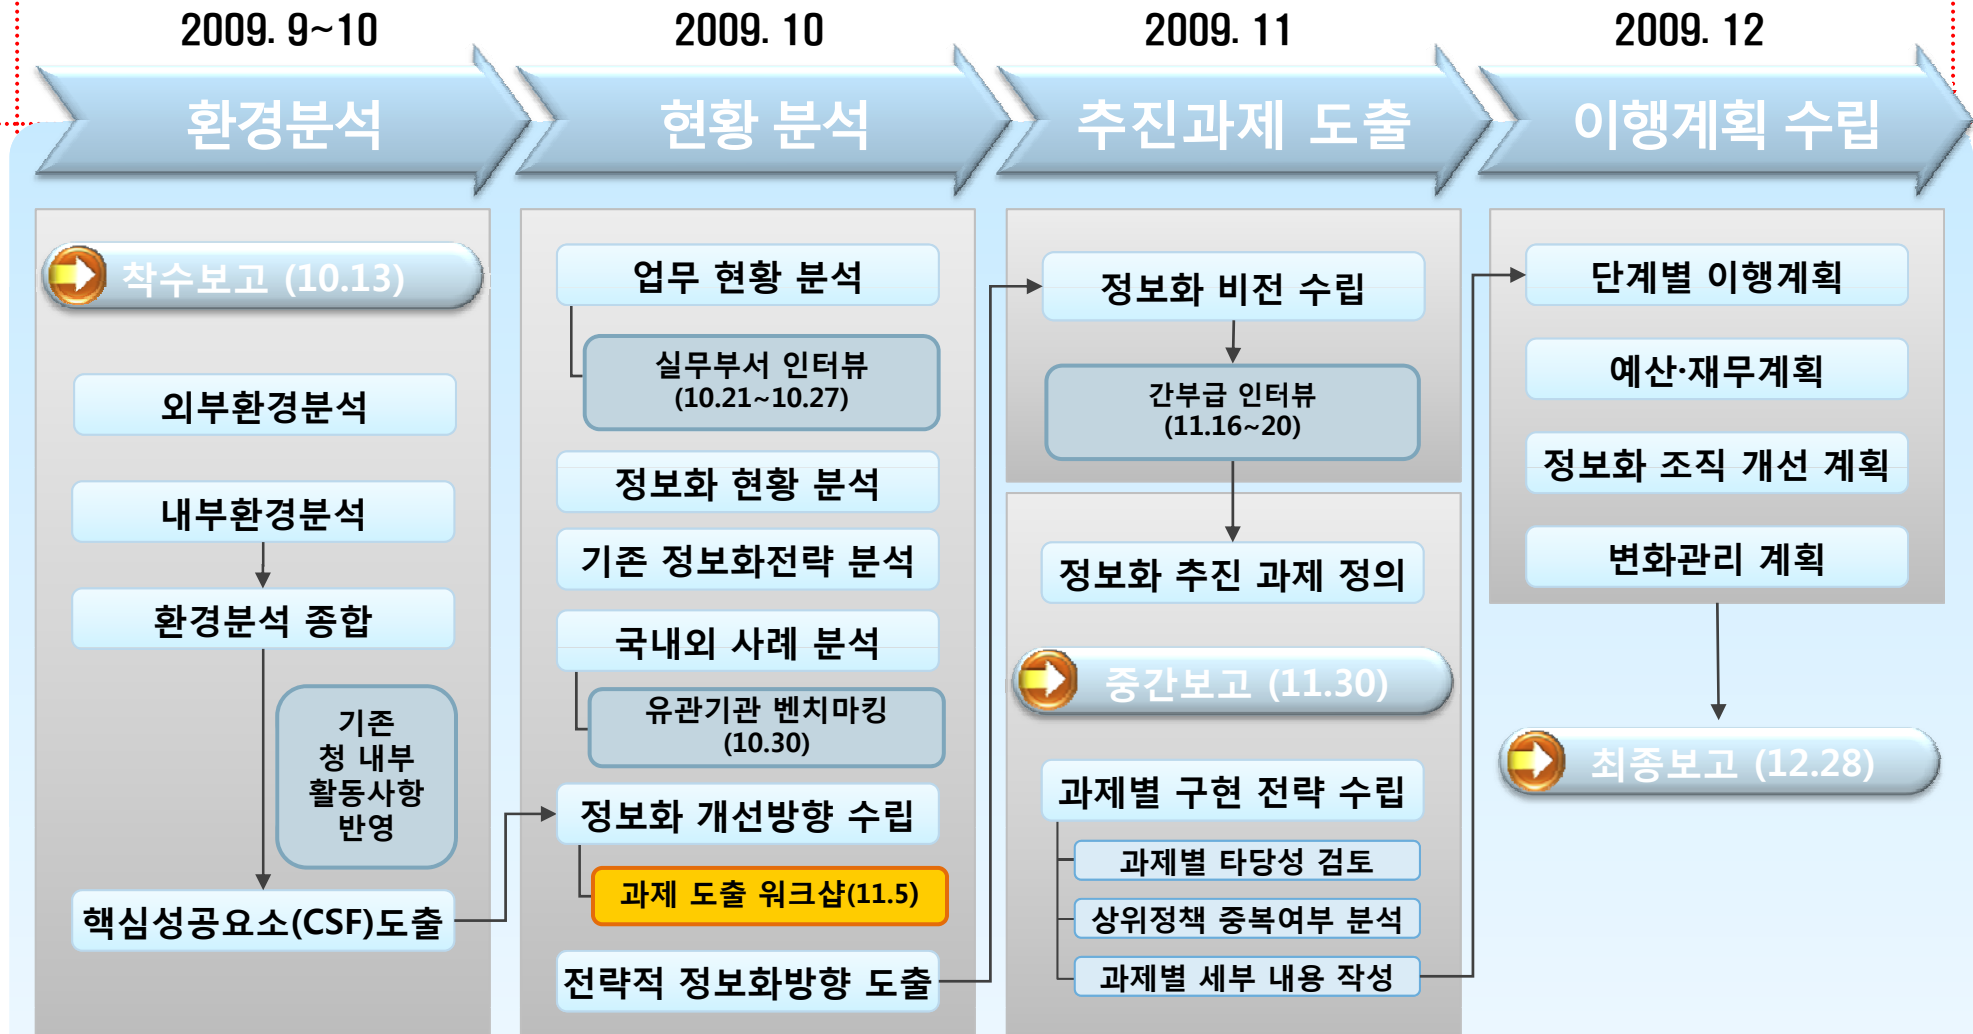 2009. 9~10
2009. 10
2009. 11
2009. 12
환경분석
현황 분석
추진과제 도출
이행계획 수립
착수보고 (10.13)
외부환경분석
내부환경분석
환경분석 종합
기존
청 내부
활동사항
반영
핵심성공요소(CSF)도출
업무 현황 분석
실무부서 인터뷰
(10.21~10.27)
정보화 현황 분석
기존 정보화전략 분석
국내외 사례 분석
유관기관 벤치마킹
(10.30)
정보화 개선방향 수립
과제 도출 워크샵(11.5)
전략적 정보화방향 도출
정보화 비전 수립
간부급 인터뷰
(11.16~20)
정보화 추진 과제 정의
중간보고 (11.30)
과제별 구현 전략 수립
과제별 타당성 검토
상위정책 중복여부 분석
과제별 세부 내용 작성
단계별 이행계획
예산·재무계획
정보화 조직 개선 계획
변화관리 계획
최종보고 (12.28)